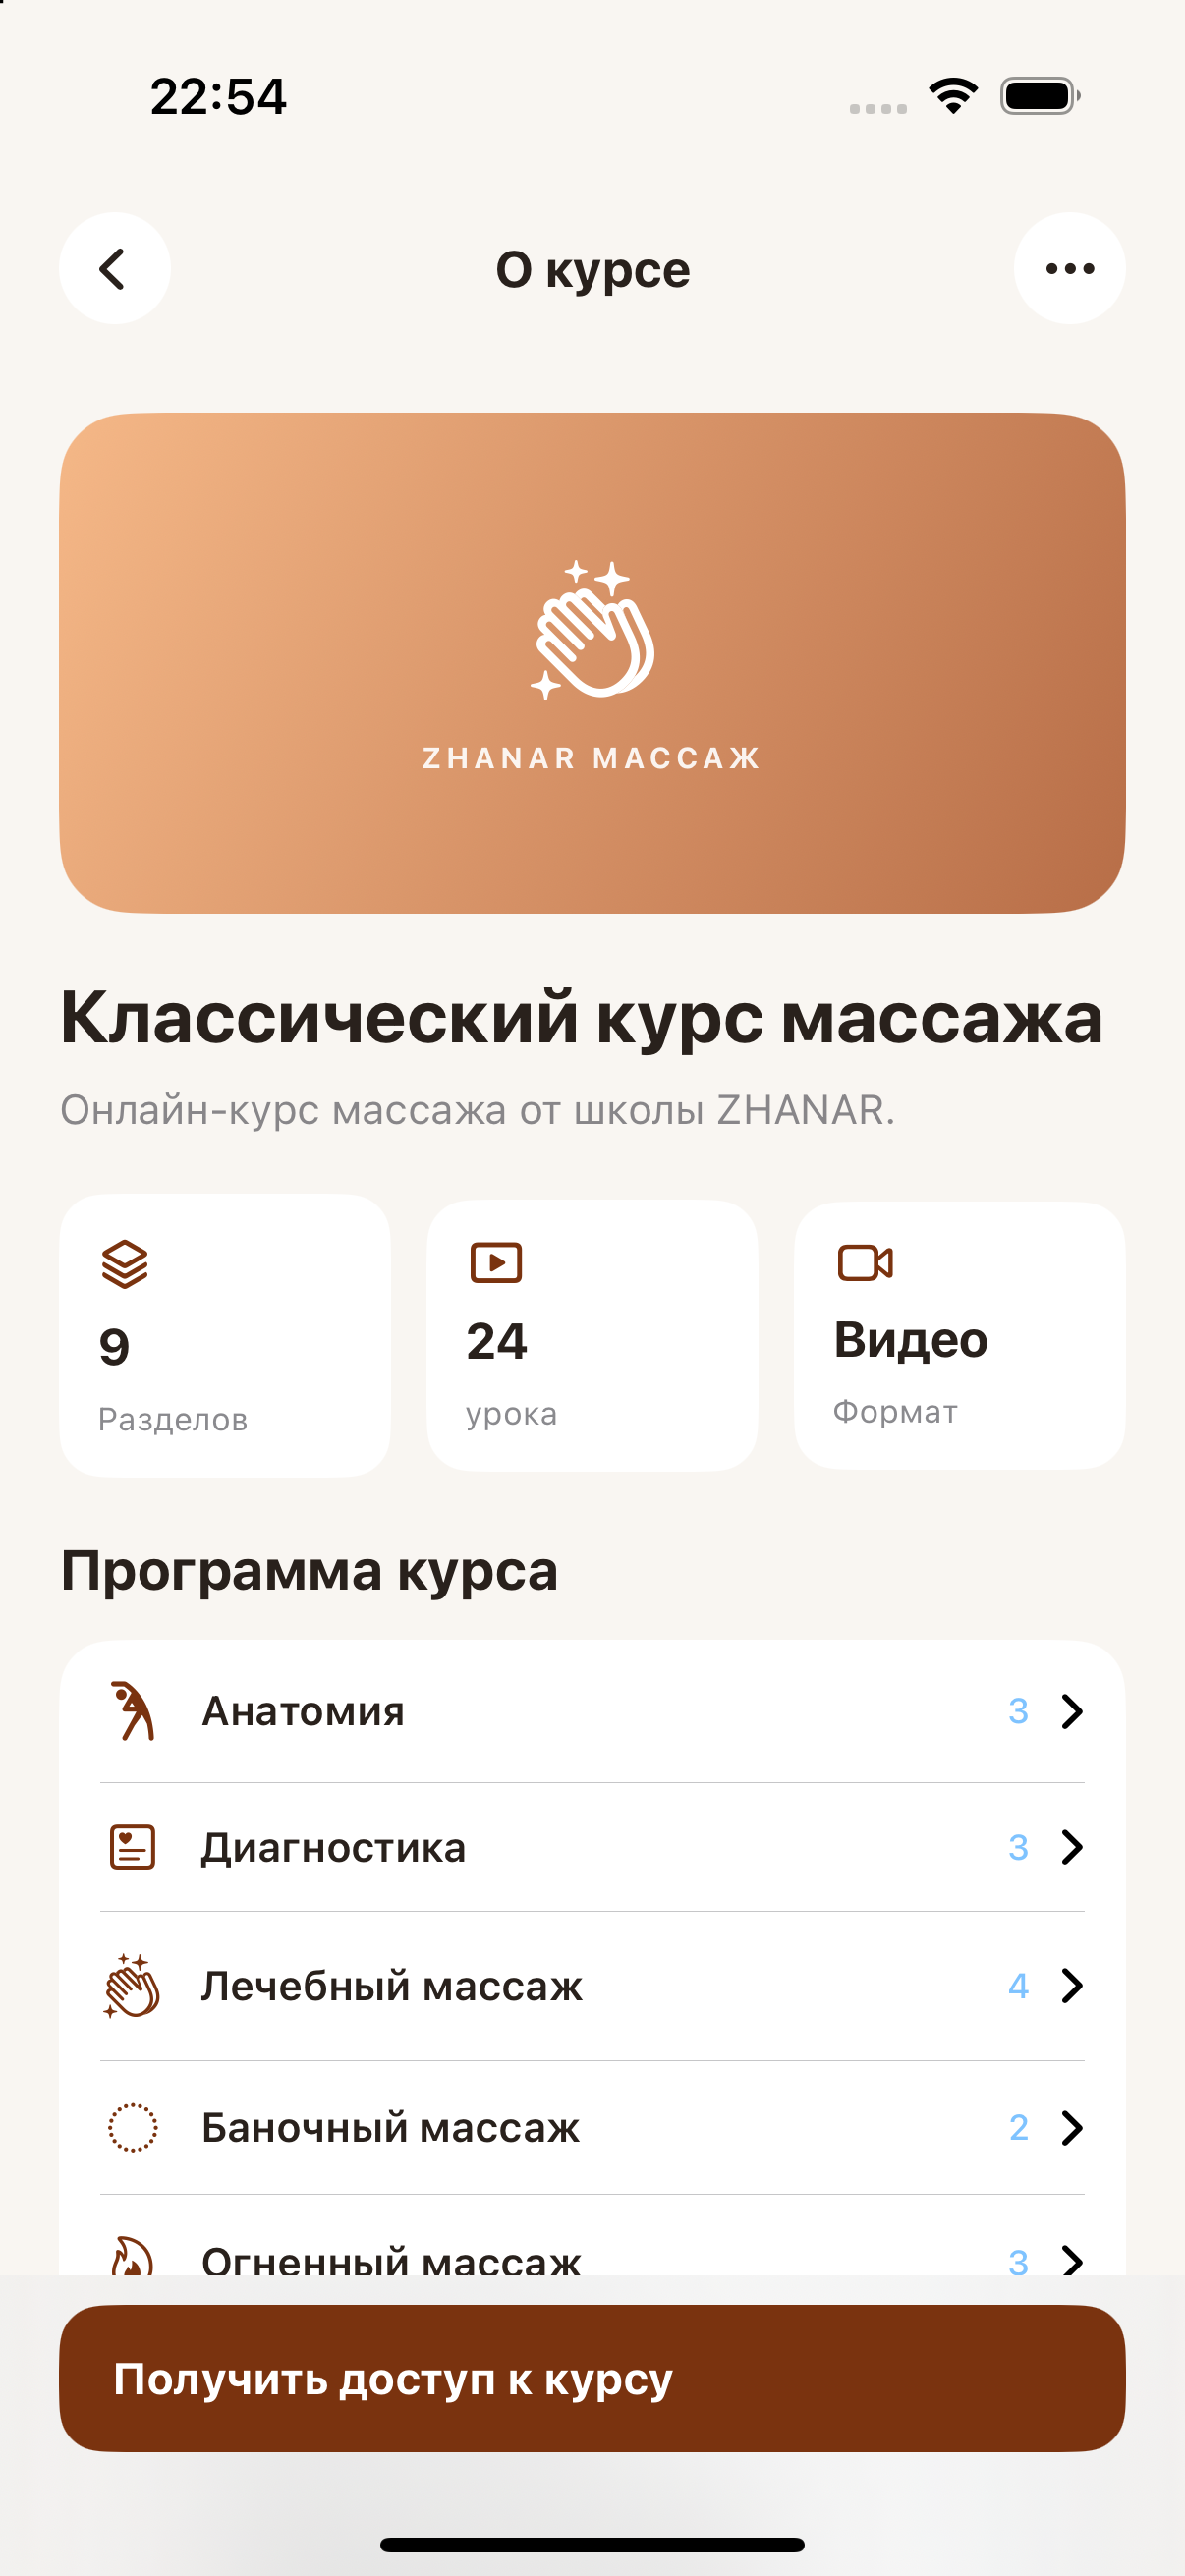 22:54
О курсе
ZHANAR МАССАЖ
Классический курс массажа
Онлайн-курс массажа от школы ZHANAR.
9
Разделов
24
урока
Видео
Формат
Программа курса
Анатомия 3
Диагностика 3
Лечебный массаж 4
Баночный массаж 2
Огненный массаж 3
Получить доступ к курсу